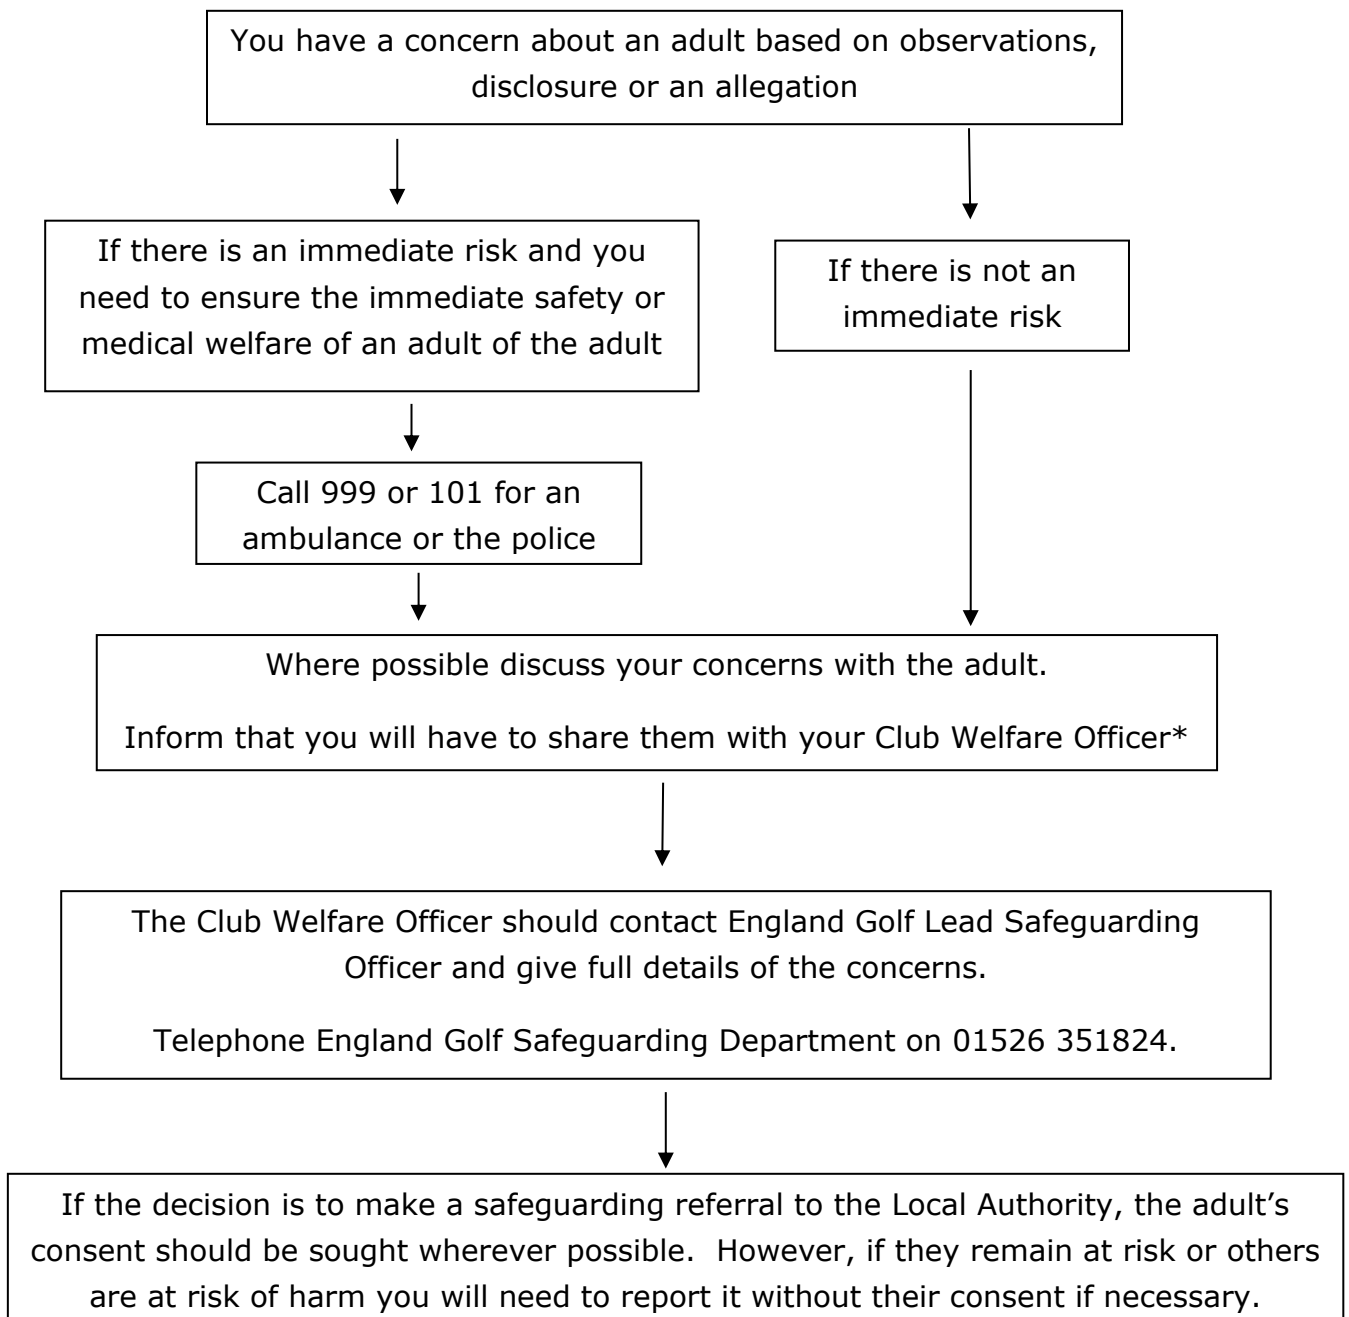 You have a concern about an adult based on observations,
disclosure or an allegation
If there is an immediate risk and you
need to ensure the immediate safety or
medical welfare of an adult of the adult
If there is not an
immediate risk
Call 999 or 101 for an
ambulance or the police
Where possible discuss your concerns with the adult.
Inform that you will have to share them with your Club Welfare Officer*
The Club Welfare Officer should contact England Golf Lead Safeguarding
Officer and give full details of the concerns.
Telephone England Golf Safeguarding Department on 01526 351824.
If the decision is to make a safeguarding referral to the Local Authority, the adult’s
consent should be sought wherever possible.  However, if they remain at risk or others
are at risk of harm you will need to report it without their consent if necessary.